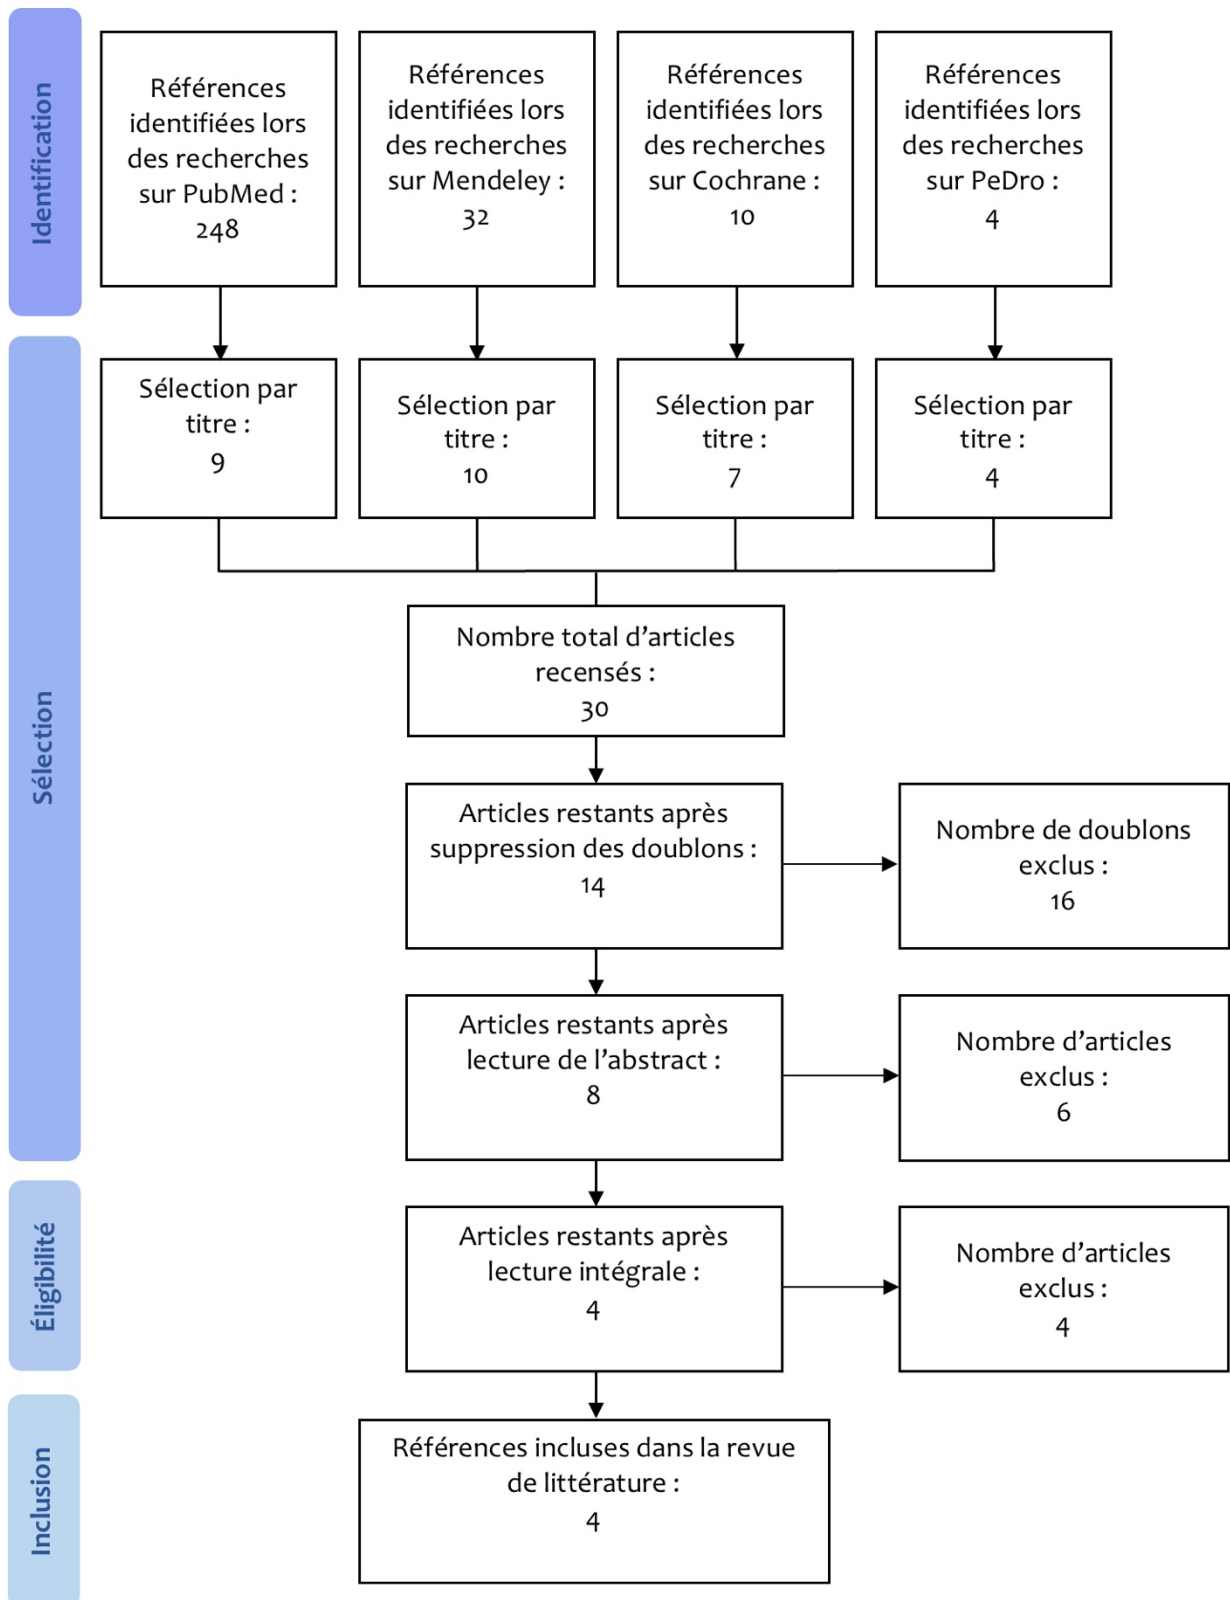 Identification
Références
identifiées lors
des recherches
sur PubMed :
248
Références
identifiées lors
des recherches
sur Mendeley :
32
Références
identifiées lors
des recherches
sur Cochrane :
10
Références
identifiées lors
des recherches
sur PeDro :
4
Sélection
Sélection par
titre :
9
Sélection par
titre :
10
Sélection par
titre :
7
Sélection par
titre :
4
Nombre total d’articles
recensés :
30
Articles restants après
suppression des doublons :
14
Nombre de doublons
exclus :
16
Articles restants après
lecture de l’abstract :
8
Nombre d’articles
exclus :
6
Éligibilité
Articles restants après
lecture intégrale :
4
Nombre d’articles
exclus :
4
Inclusion
Références incluses dans la revue
de littérature :
4